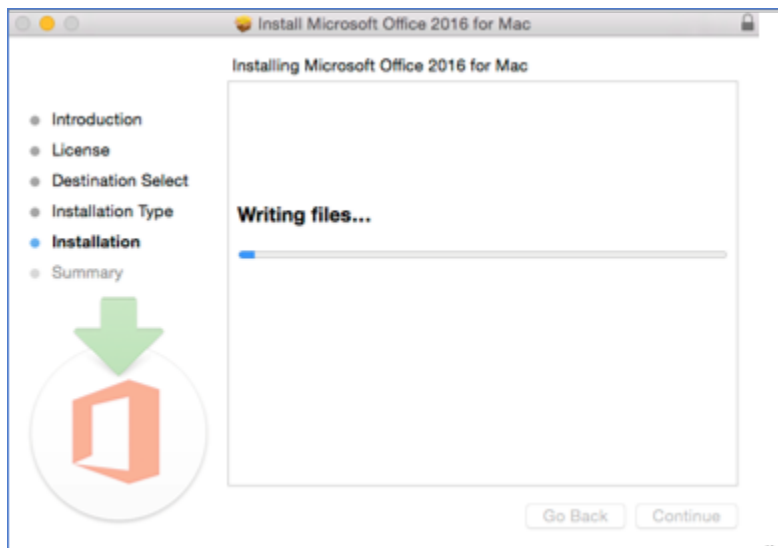 Install Microsoft Office 2016 for Mac
Installing Microsoft Office 2016 for Mac
Introduction
License
Destination Select
Installation Type
Installation
Summary
Writing files...
Go Back
Continue